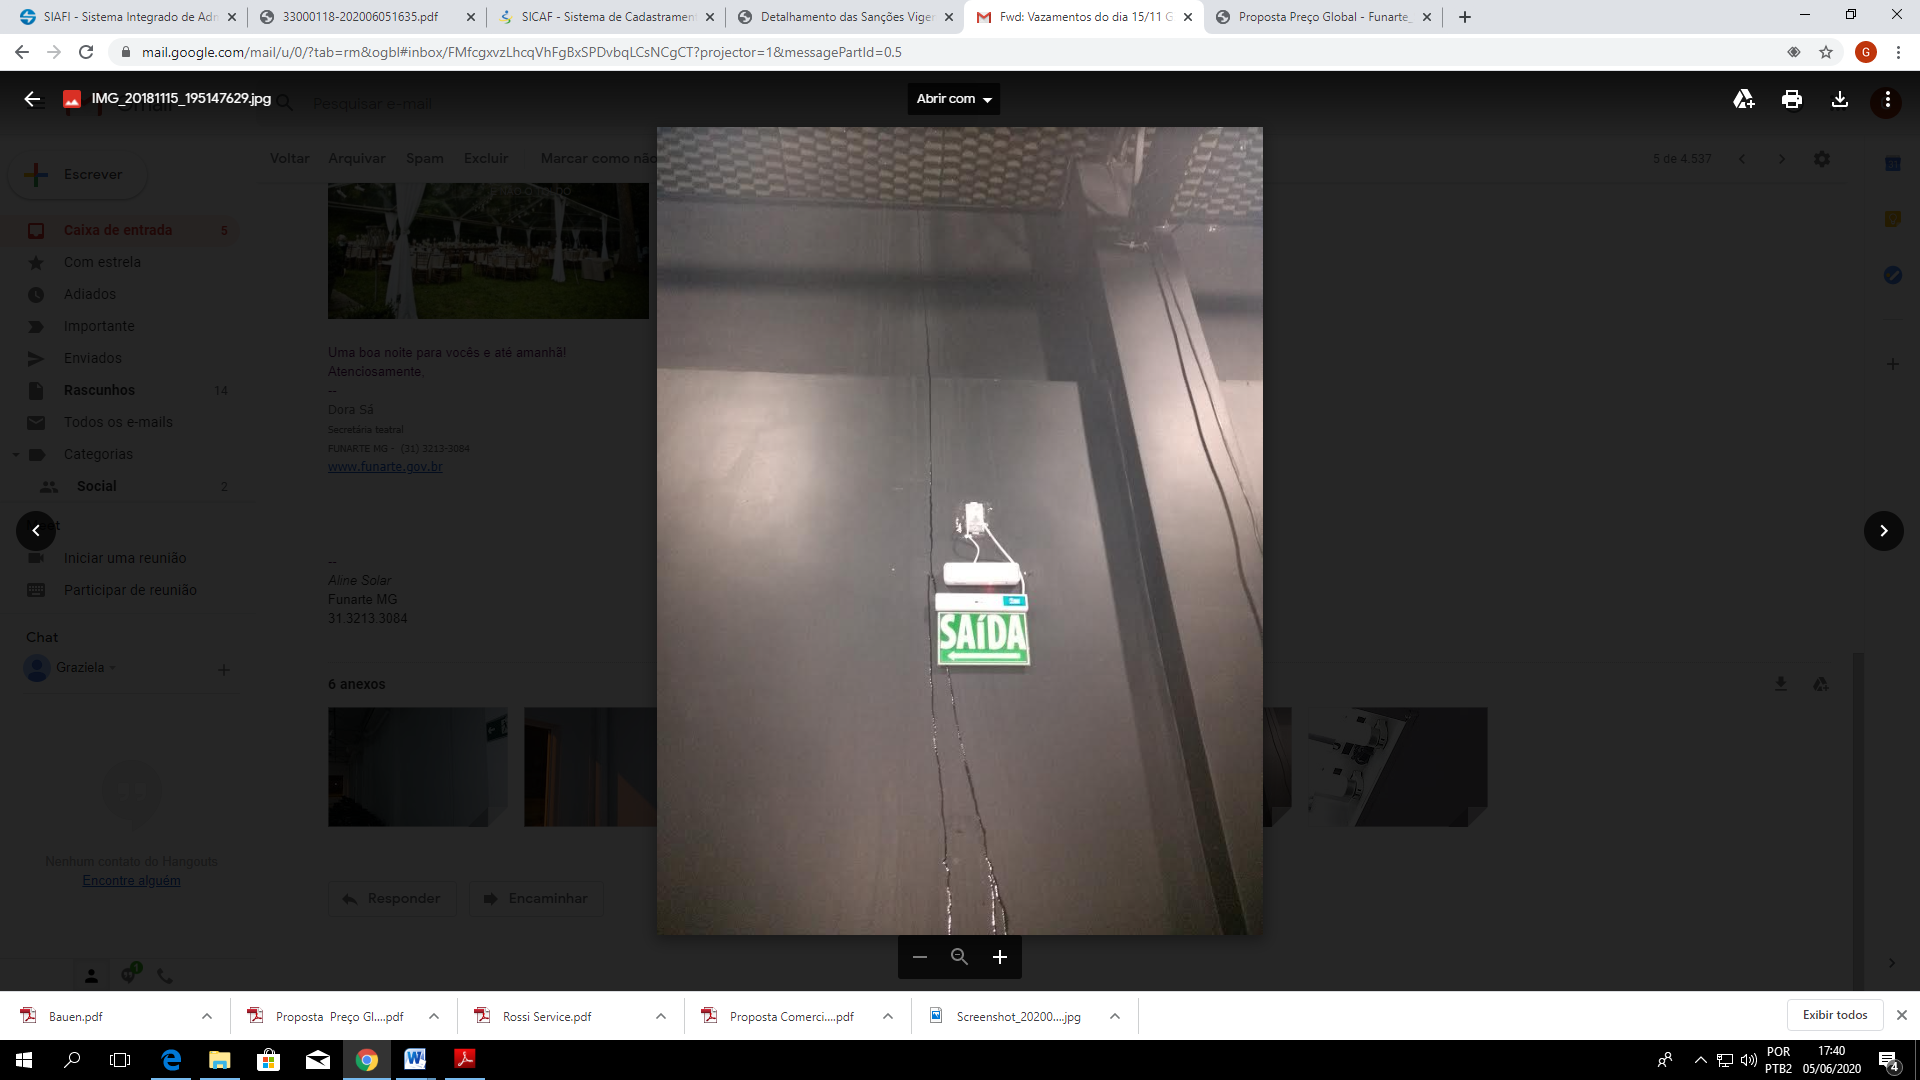 SIAFI - Sistema Integrado de Adm
33000118-202006051635.pdf
SICAF - Sistema de Cadastrament
Detalhamento das Sanções Viger
Fwd: Vazamentos do dia 15/11 G
Proposta Preço Global - Funarte_
mail.google.com/mail/u/0/?tab=rm&ogbl#inbox/FMfcgxvzLhcqVhFgBxSPDvbqLCsNCgCT?projector=1&messagePartId=0.5
G
IMG_20181115_195147629.jpg
Pesquisar e-mail
Abrir com
Voltar Arquivar Spam Excluir Marcar como não
5 de 4.537
Escrever
Caixa de entrada 5
Com estrela
Adiados
Importante
Enviados
Rascunhos 14
Todos os e-mails
Categorias
Social 2
Iniciar uma reunião
Participar de reunião
Chat
Graziela
Nenhum contato do Hangouts
Encontre alguém
1
Uma boa noite para vocês e até amanhã!
Atenciosamente,
--
Dora Sá
Secretária teatral
FUNARTE MG - (31) 3213-3084
www.funarte.gov.br
--
Aline Solar
Funarte MG
31.3213.3084
6 anexos
Responder Encaminhar
SAÍDA
Bauen.pdf
Proposta Preço Gl....pdf
Rossi Service.pdf
Proposta Comerci....pdf
Screenshot_20200....jpg
Exibir todos
POR
PTB2
17:40
05/06/2020
4